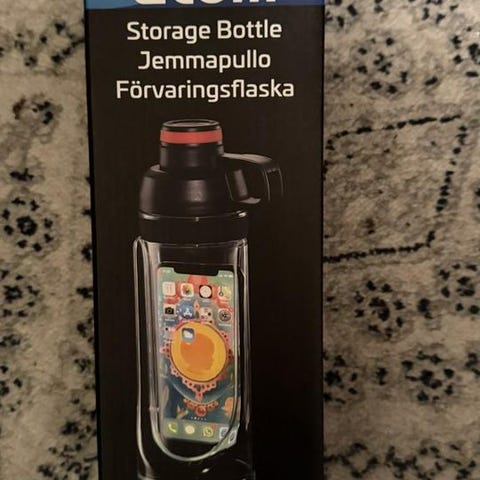 Storage Bottle
Jemmapullo
Förvaringsflaska